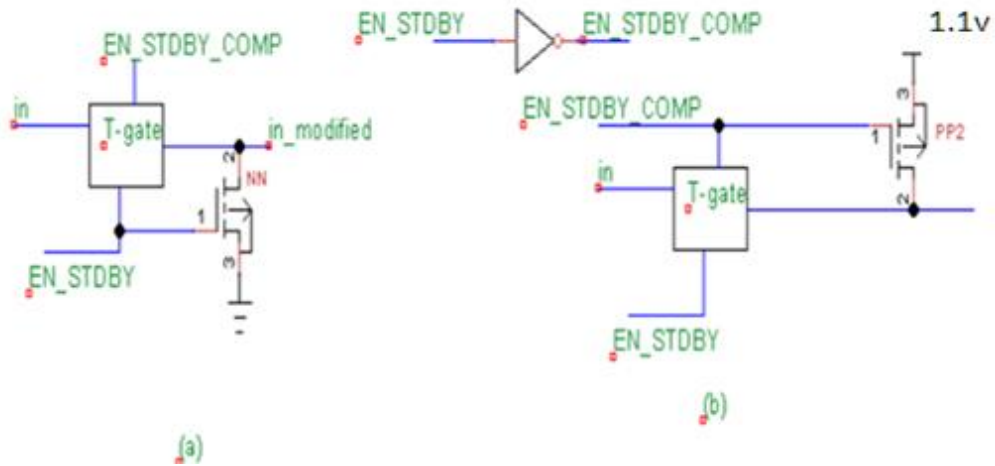 EN_STDBY_COMP
in
T-gate
in_modified
2
NN
1
3
EN_STDBY
(a)
EN_STDBY
EN_STDBY_COMP
1.1v
EN_STDBY_COMP
3
1
PP2
in
T-gate
2
EN_STDBY
(b)